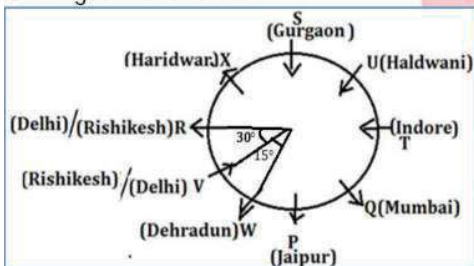 S
(Gurgaon)
(Haridwar)X
U(Haldwani)
(Delhi)/(Rishikesh)R
30°
(Indore)
T
15°
(Rishikesh)/(Delhi) V
Q(Mumbai)
(Dehradun)W
P
(Jaipur)